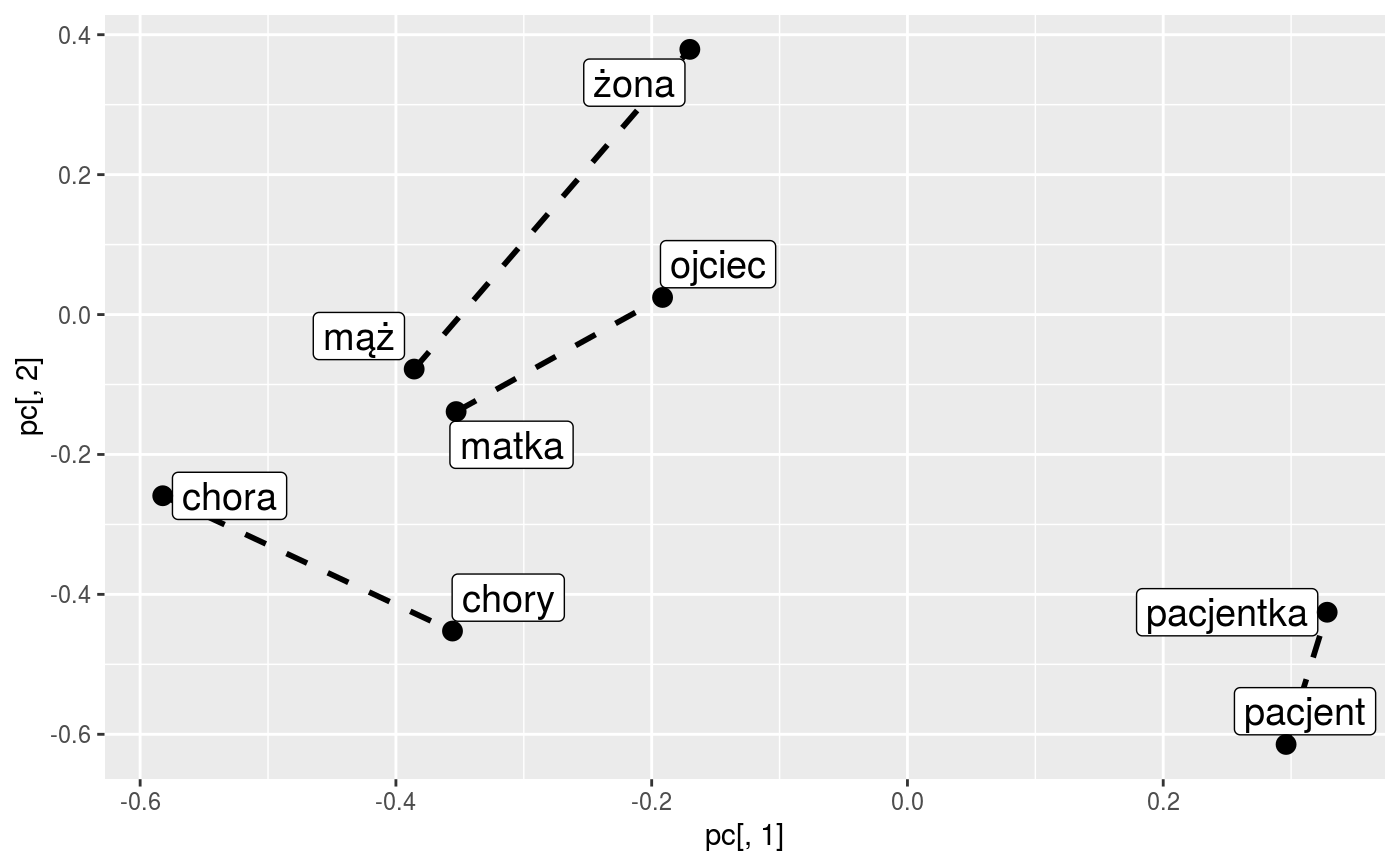 0.4
żona
0.2
ojciec
0.0
mąż
matka
-0.2
chora
chory
-0.4
pacjentka
pacjent
-0.6
-0.6
-0.4
-0.2
0.0
0.2
pc[, 1]
pc[, 2]